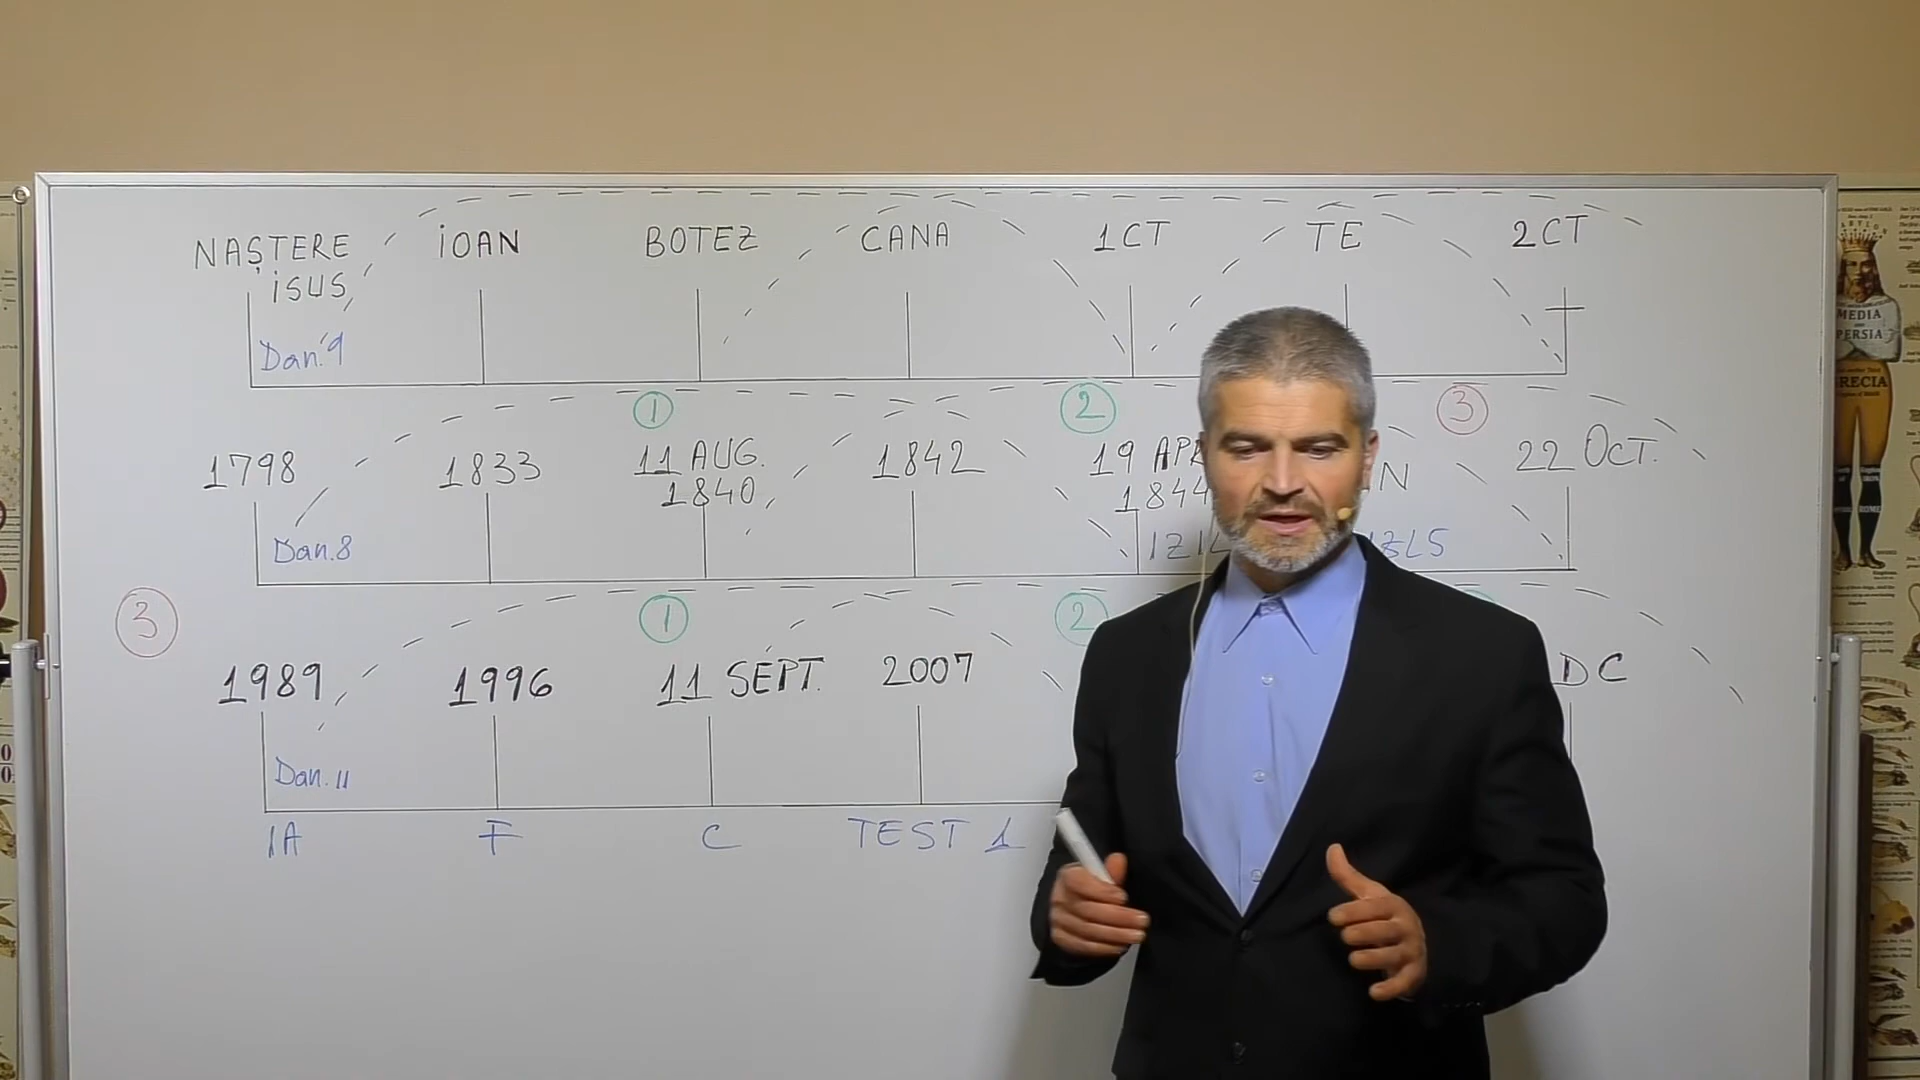 NAȘTERE IOAN BOTEZ CANA 1CT TE 2CT
ISUS
Dan. 9
1 2 3
1798 1833 11 AUG. 1842 19 APR 22 OCT.
1840 1844
Dan. 8
3 1 2
1989 1996 11 SEPT. 2007 DC
Dan. 11
1A F C TEST 1
MEDIA
PERSIA